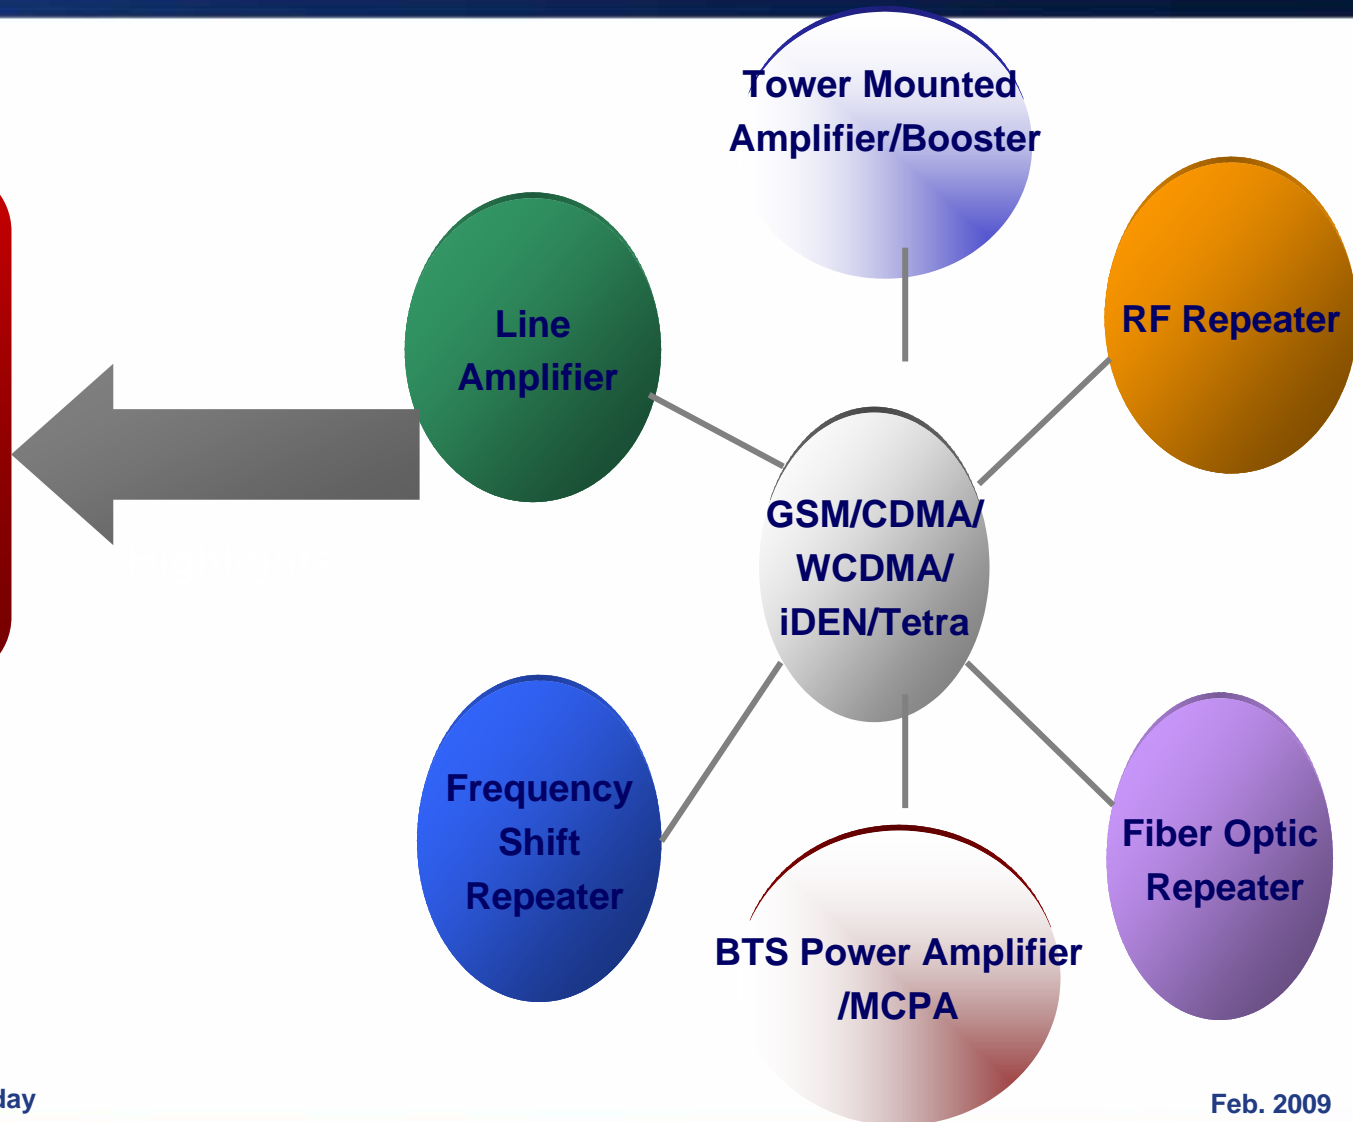 Tower Mounted
Amplifier/Booster
RF Repeater
Line
Amplifier
GSM/CDMA/
WCDMA/
iDEN/Tetra
Frequency
Shift
Repeater
Fiber Optic
Repeater
BTS Power Amplifier
/MCPA
Feb. 2009